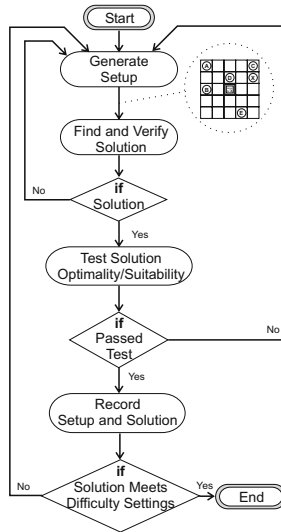 Start
Generate
Setup
A
C
D
X
B
E
Find and Verify
Solution
if
Solution
No
Yes
Test Solution
Optimality/Suitability
if
Passed
Test
No
Yes
Record
Setup and Solution
if
Solution Meets
Difficulty Settings
No
Yes
End